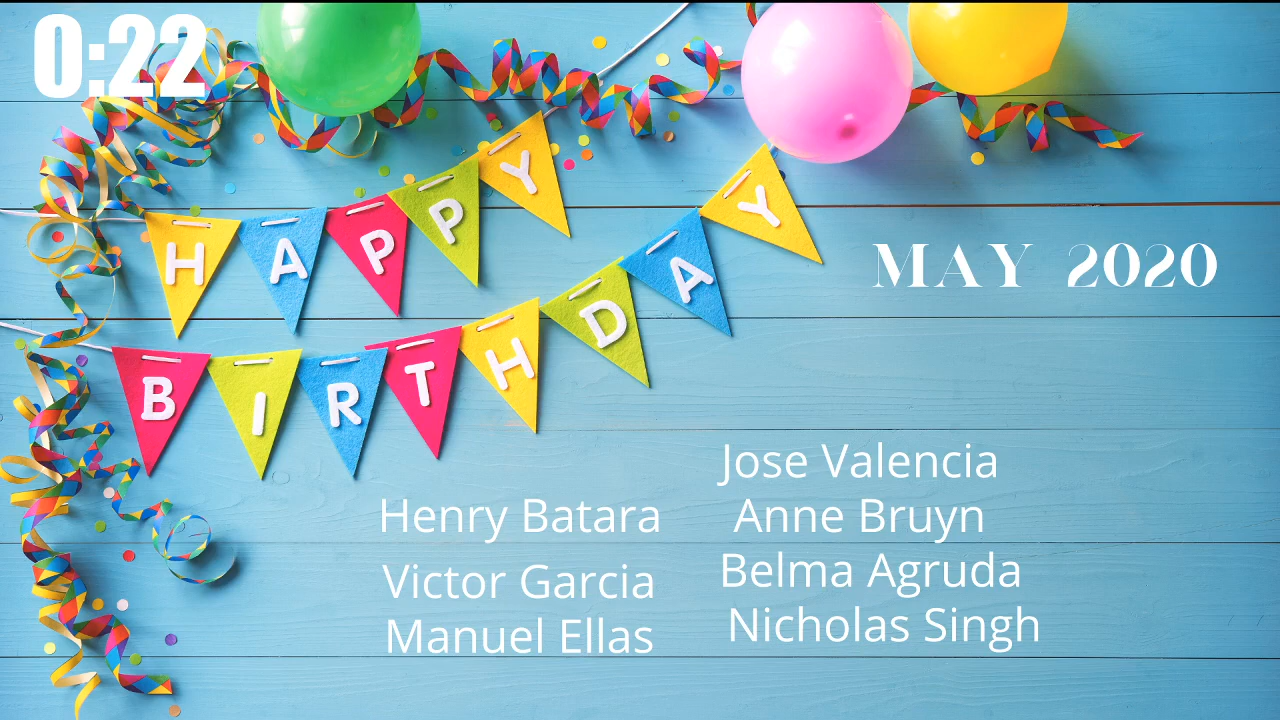 0:22
HAPPY
BIRTHDAY
MAY 2020
Henry Batara
Victor Garcia
Manuel Ellas
Jose Valencia
Anne Bruyn
Belma Agruda
Nicholas Singh